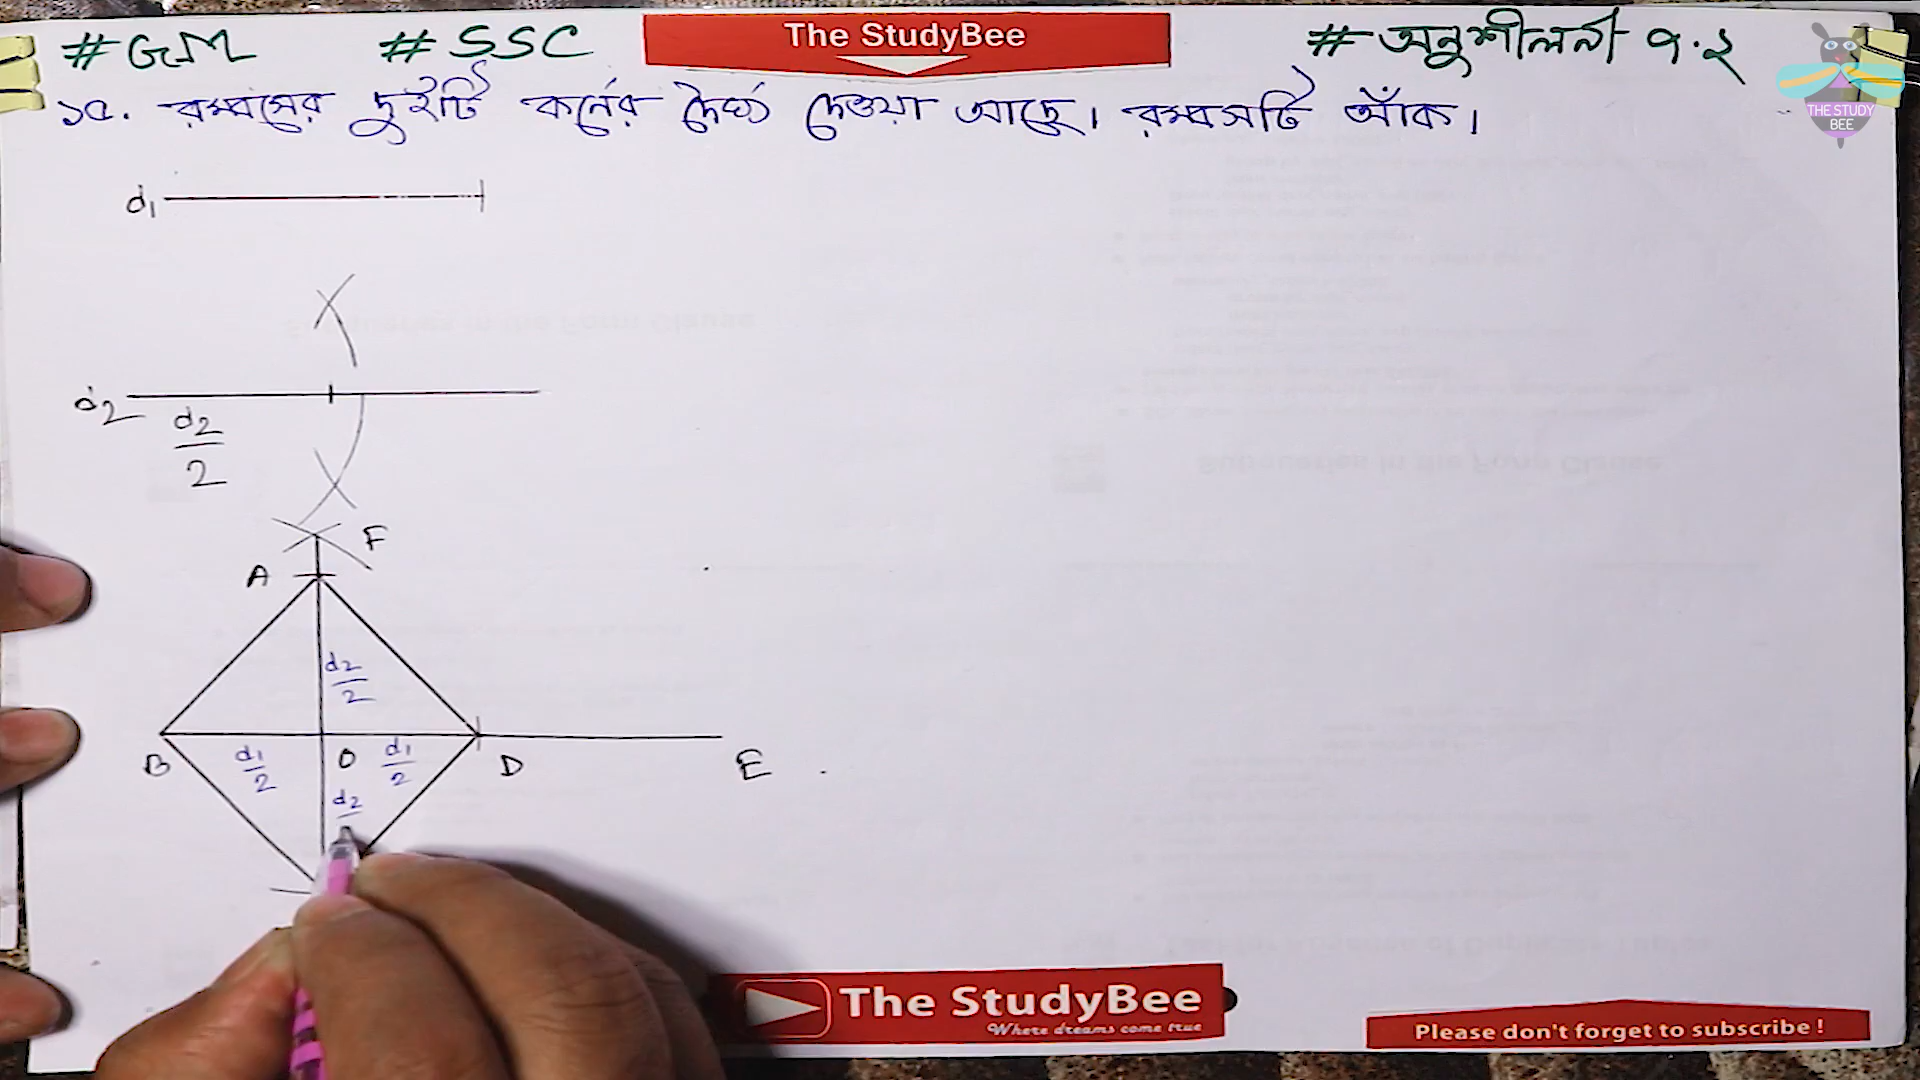 The StudyBee
#GM #SSC #অনুশীলনী ৭.২
THE STUDY
BEE
১৫. রম্বসের দুইটি কর্ণের দৈর্ঘ্য দেওয়া আছে। রম্বসটি আঁক।
d1
d2
d2
2
F
A
d2
2
B
d1
2
O
d1
2
D
E
d2
The StudyBee
Where dreams come true
Please don't forget to subscribe !